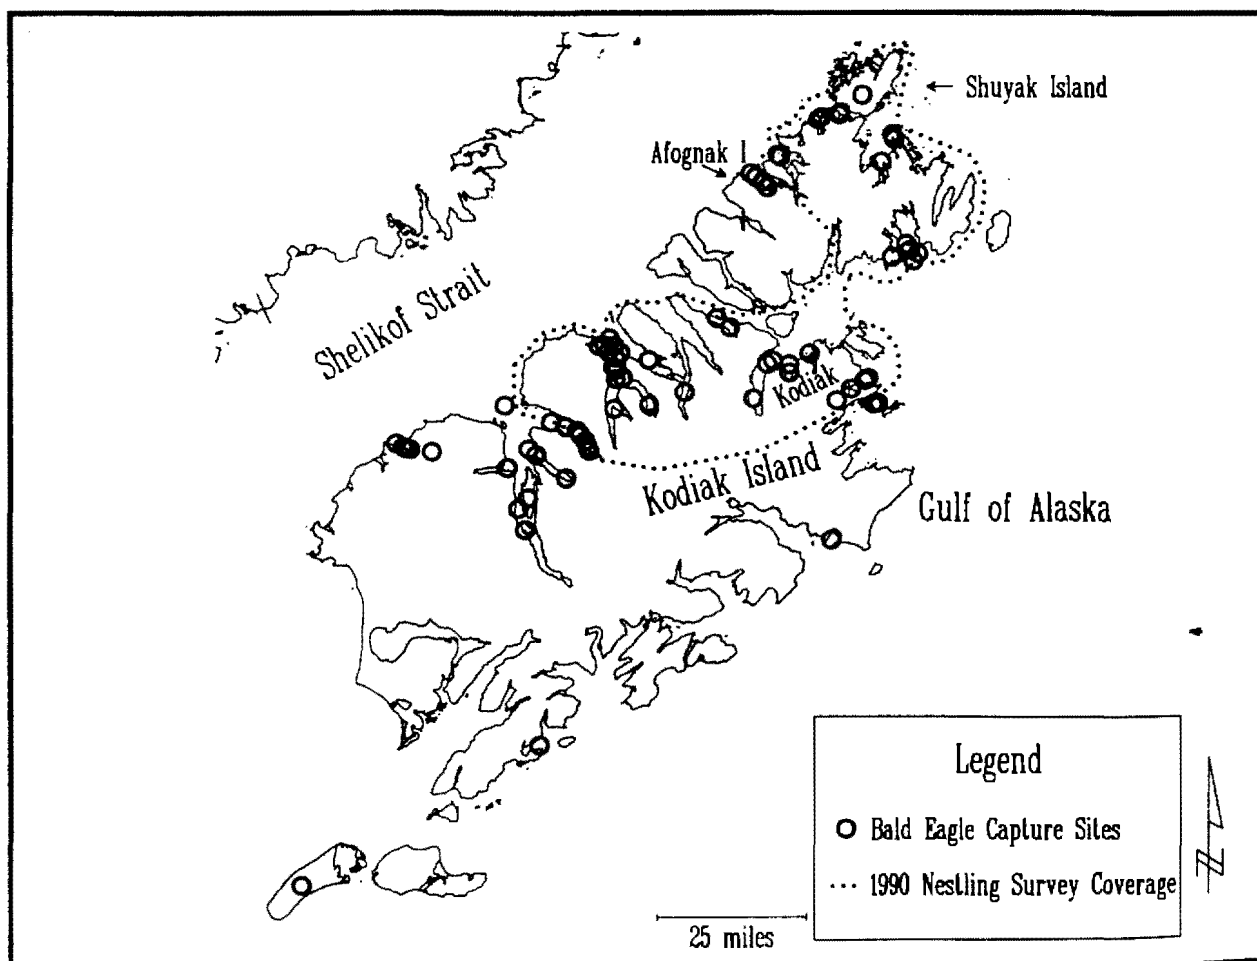 Shuyak Island
Afognak I
Shelikof Strait
Kodiak
Kodiak Island
Gulf of Alaska
Legend
Bald Eagle Capture Sites
1990 Nestling Survey Coverage
25 miles
N